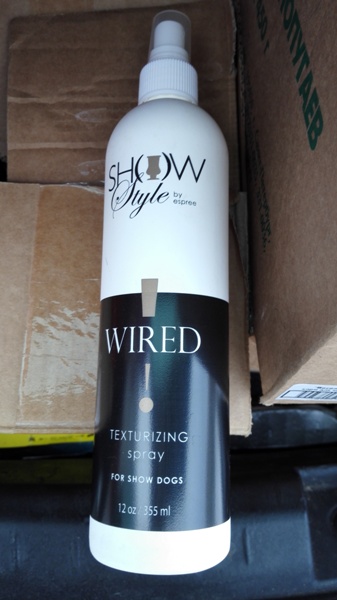 SHOW
Style by
espree
WIRED
TEXTURIZING
spray
FOR SHOW DOGS
12 oz. 355 ml